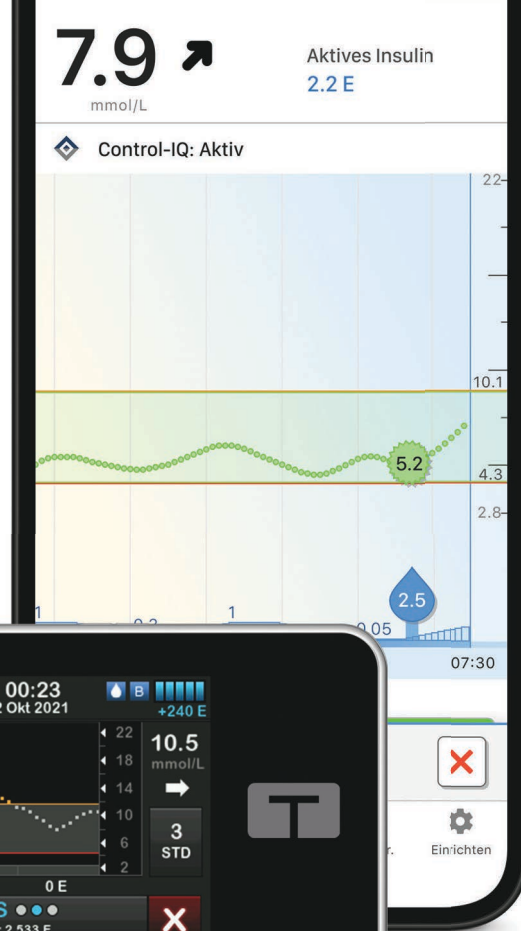 7.9
mmol/L
Aktives Insulin
2.2 E
Control-IQ: Aktiv
22
10.1
5.2
4.3
2.8
2.5
1
1
0.05
07:30
Einrichten
00:23
2 Okt 2021
B
+240 E
22
18
14
10
6
2
10.5
mmol/L
3
STD
0 E
S
2.533 E
X
T